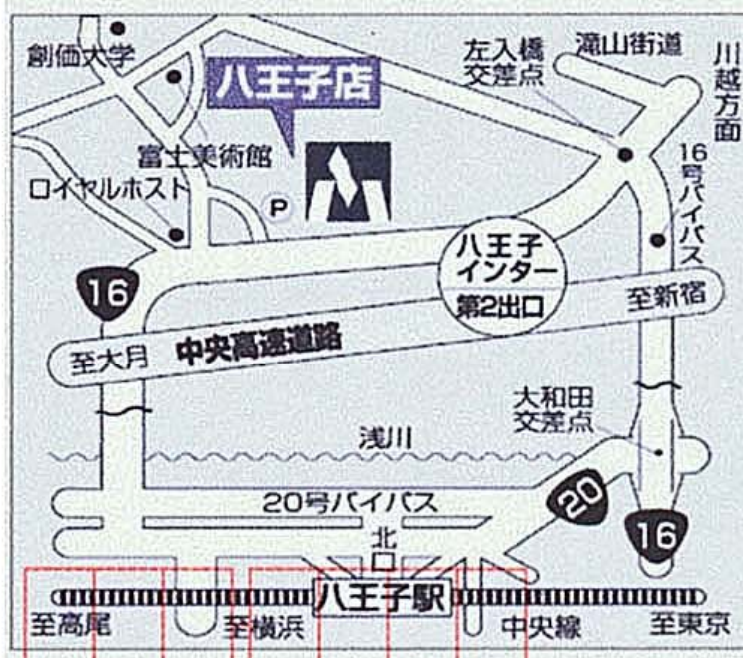 創価大学
八王子店
左入橋
交差点
滝山街道
川越方面
富士美術館
ロイヤルホスト
P
16号バイパス
八王子
インター
第2出口
16
至新宿
至大月
中央高速道路
大和田
交差点
浅川
20号バイパス
20
16
北口
八王子駅
至高尾
至横浜
中央線
至東京